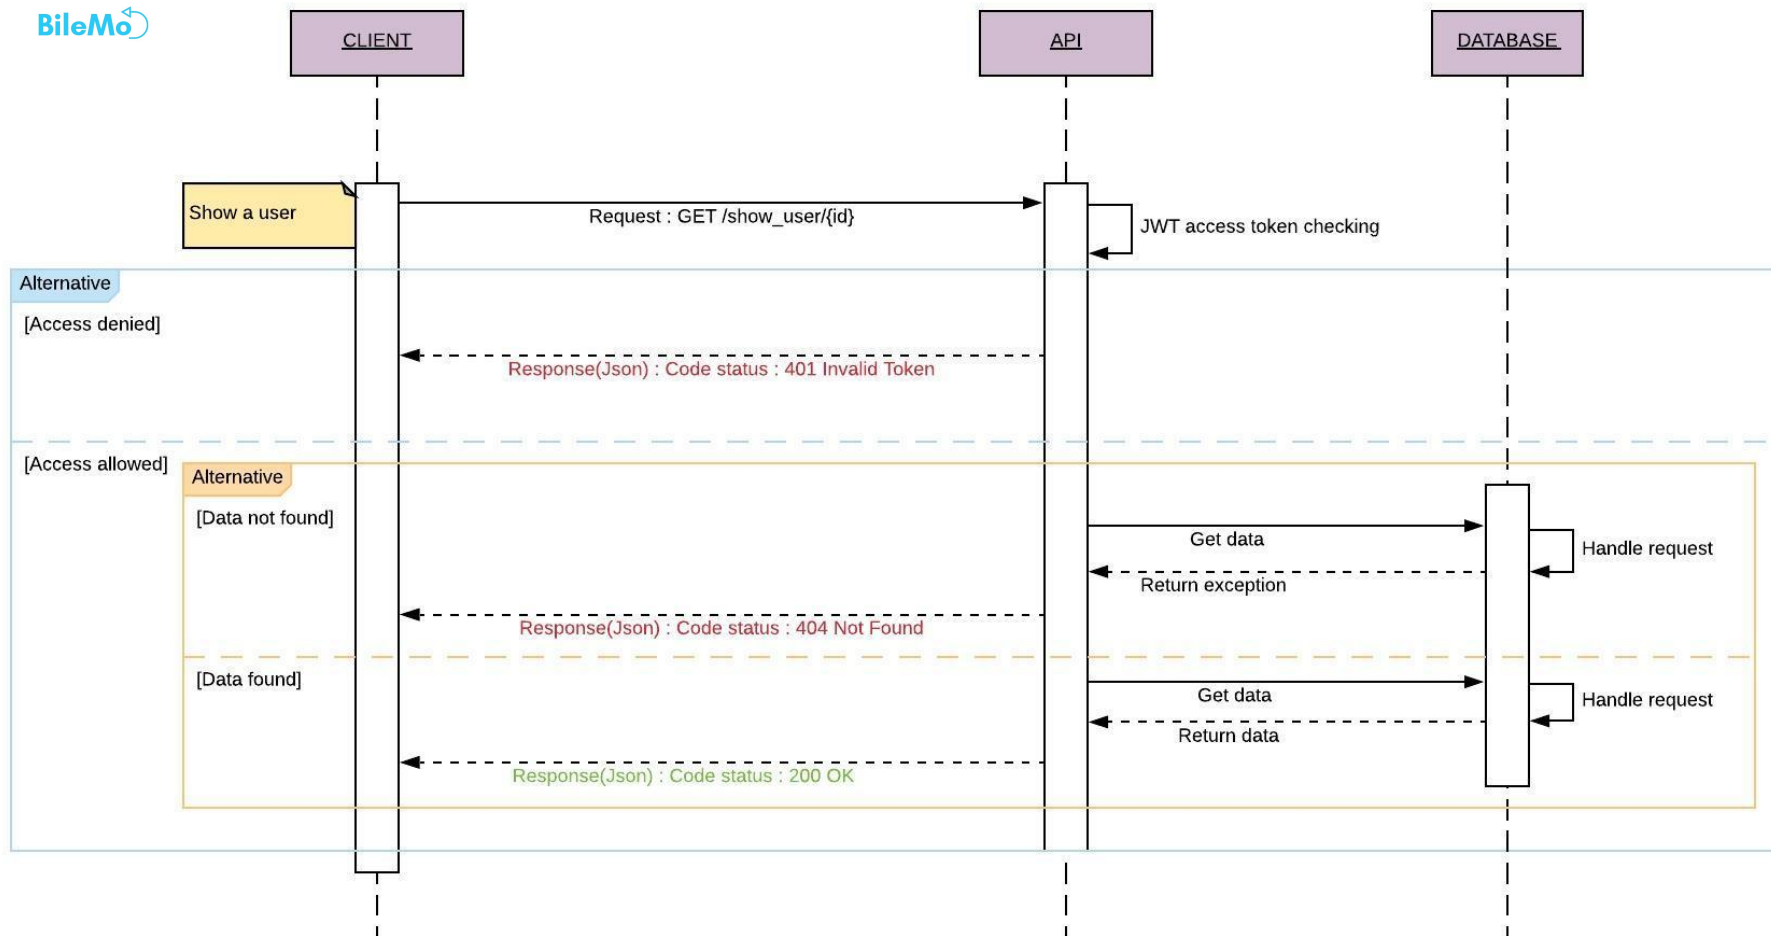 BileMo
CLIENT
API
DATABASE
Show a user
Request : GET /show_user/{id}
JWT access token checking
Alternative
[Access denied]
Response(Json) : Code status : 401 Invalid Token
[Access allowed]
Alternative
[Data not found]
Get data
Handle request
Return exception
Response(Json) : Code status : 404 Not Found
[Data found]
Get data
Handle request
Return data
Response(Json) : Code status : 200 OK